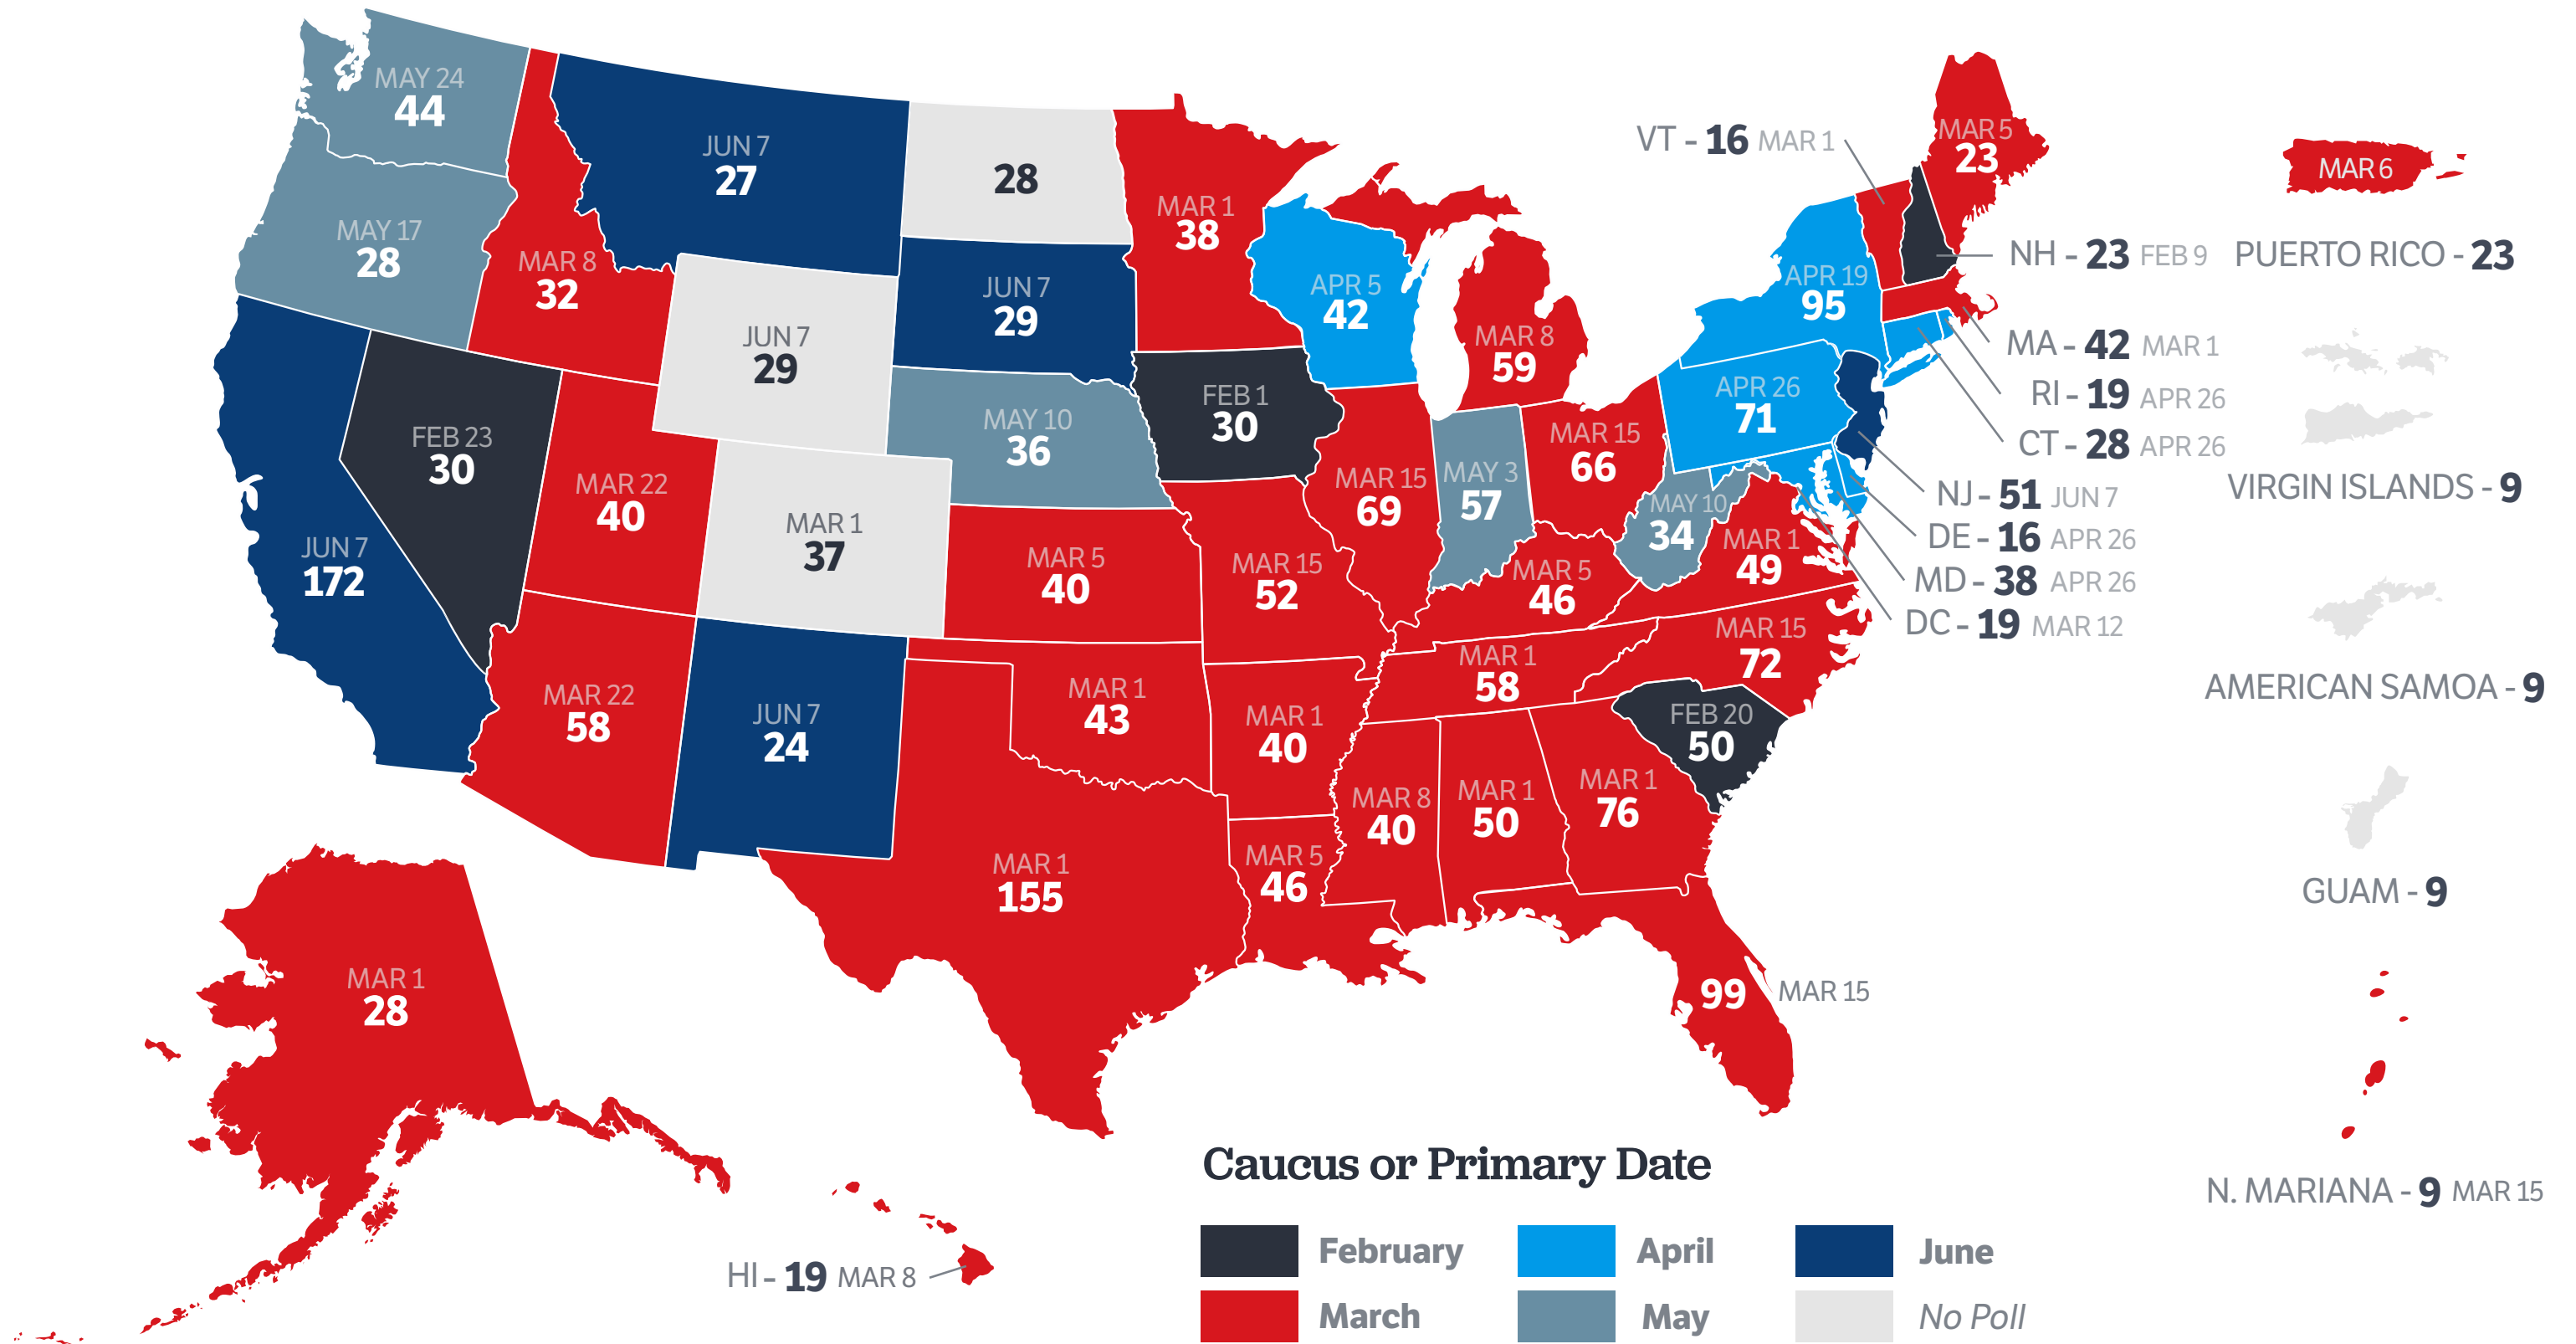 MAY 24
44
MAY 17
28
JUN 7
172
FEB 23
30
MAR 8
32
JUN 7
27
JUN 7
29
MAR 22
40
MAR 22
58
MAR 1
37
JUN 7
24
28
JUN 7
29
MAY 10
36
MAR 5
40
MAR 1
43
MAR 1
155
MAR 1
38
FEB 1
30
MAR 15
52
MAR 1
40
MAR 5
46
APR 5
42
MAR 15
69
MAR 8
59
MAY 3
57
MAR 15
66
MAR 5
46
MAR 1
58
MAR 8
40
MAR 1
50
MAR 1
76
FEB 20
50
MAR 15
72
MAR 1
49
MAY 10
34
APR 26
71
APR 19
95
MAR 5
23
99
MAR 15
MAR 1
28
HI - 19 MAR 8
VT - 16 MAR 1
NH - 23 FEB 9
MA - 42 MAR 1
RI - 19 APR 26
CT - 28 APR 26
NJ - 51 JUN 7
DE - 16 APR 26
MD - 38 APR 26
DC - 19 MAR 12
MAR 6
PUERTO RICO - 23
VIRGIN ISLANDS - 9
AMERICAN SAMOA - 9
GUAM - 9
N. MARIANA - 9 MAR 15
Caucus or Primary Date
February
April
June
March
May
No Poll